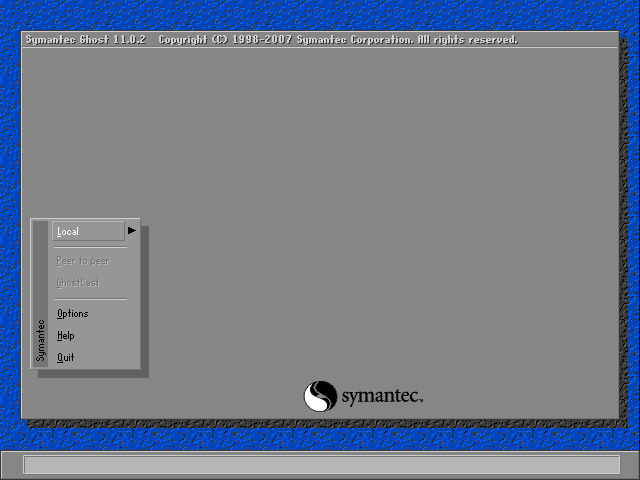 Symantec Ghost 11.0.2 Copyright (C) 1998-2007 Symantec Corporation. All rights reserved.
Local
Peer to peer
GhostCast
Options
Help
Quit
Symantec
symantec.